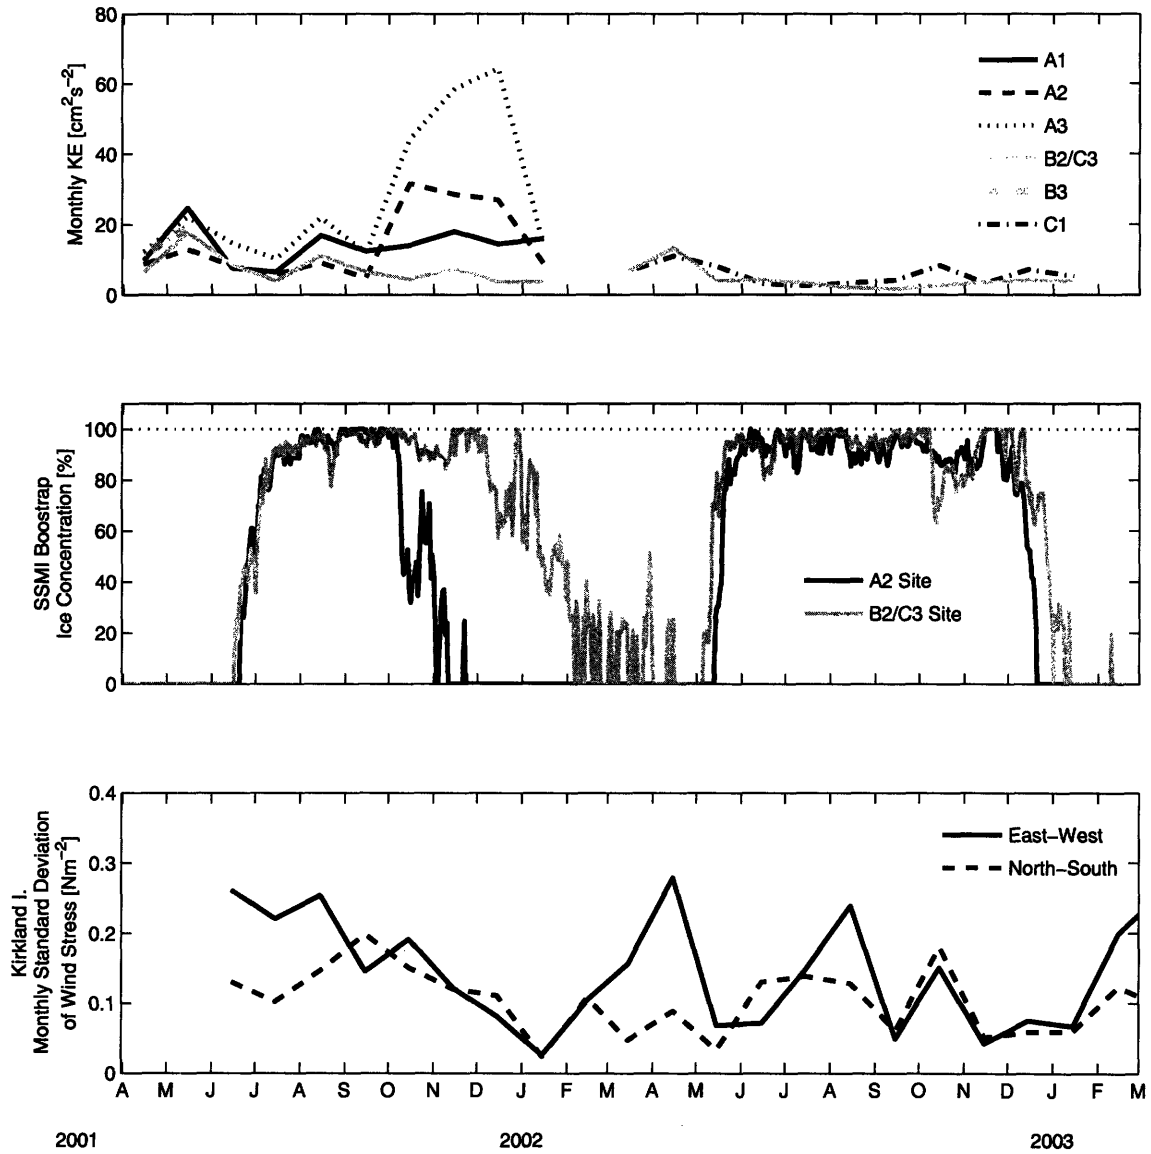 80
60
40
20
0
Monthly KE [cm²s⁻²]
A1
A2
A3
B2/C3
B3
C1
100
80
60
40
20
0
SSMI Boostrap
Ice Concentration [%]
A2 Site
B2/C3 Site
0.4
0.3
0.2
0.1
0
Kirkland I.
Monthly Standard Deviation
of Wind Stress [Nm⁻²]
East-West
North-South
A M J J A S O N D J F M A M J J A S O N D J F M
2001 2002 2003